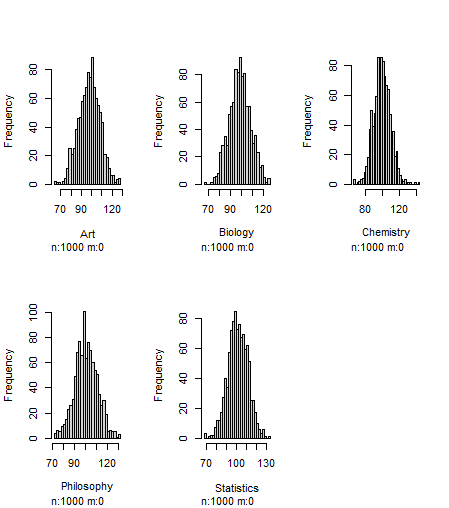 Frequency
0 20 40 60 80
70 90 120
Art
n:1000 m:0
Frequency
0 20 40 60 80
70 90 120
Biology
n:1000 m:0
Frequency
0 20 40 60 80
80 120
Chemistry
n:1000 m:0
Frequency
0 20 40 60 80 100
70 90 120
Philosophy
n:1000 m:0
Frequency
0 20 40 60 80
70 100 130
Statistics
n:1000 m:0